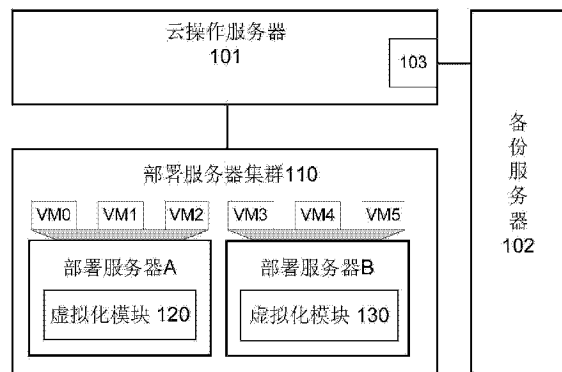 云操作服务器
101
103
备份服务器
102
部署服务器集群110
VM0 VM1 VM2 VM3 VM4 VM5
部署服务器A
虚拟化模块 120
部署服务器B
虚拟化模块 130